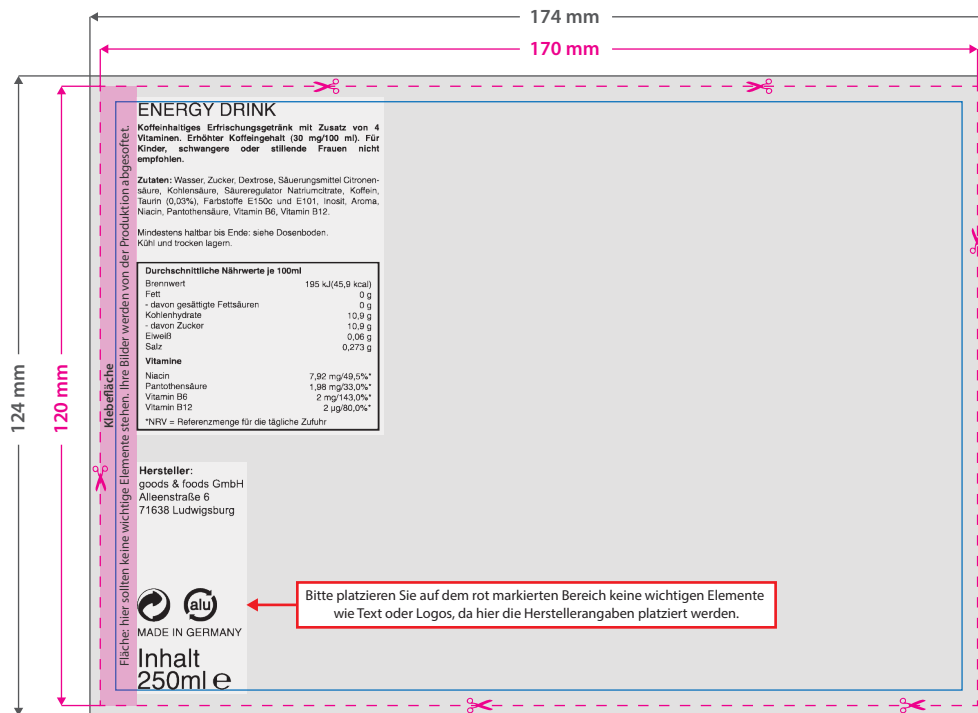 174 mm
170 mm
124 mm
120 mm
Klebefläche
Fläche: hier sollten keine wichtige Elemente stehen. Ihre Bilder werden von der Produktion abgesoftet.
ENERGY DRINK
Koffeinhaltiges Erfrischungsgetränk mit Zusatz von 4
Vitaminen. Erhöhter Koffeingehalt (30 mg/100 ml). Für
Kinder, schwangere oder stillende Frauen nicht
empfohlen.
Zutaten: Wasser, Zucker, Dextrose, Säuerungsmittel Citronen-
säure, Kohlensäure, Säureregulator Natriumcitrate, Koffein,
Taurin (0,03%), Farbstoffe E150c und E101, Inosit, Aroma,
Niacin, Pantothensäure, Vitamin B6, Vitamin B12.
Mindestens haltbar bis Ende: siehe Dosenboden.
Kühl und trocken lagern.
Durchschnittliche Nährwerte je 100ml
Brennwert 195 kJ(45,9 kcal)
Fett 0 g
- davon gesättigte Fettsäuren 0 g
Kohlenhydrate 10,9 g
- davon Zucker 10,9 g
Eiweiß 0,06 g
Salz 0,273 g
Vitamine
Niacin 7,92 mg/49,5%*
Pantothensäure 1,98 mg/33,0%*
Vitamin B6 2 mg/143,0%*
Vitamin B12 2 µg/80,0%*
*NRV = Referenzmenge für die tägliche Zufuhr
Hersteller:
goods & foods GmbH
Alleenstraße 6
71638 Ludwigsburg
alu
MADE IN GERMANY
Inhalt
250ml ℮
Bitte platzieren Sie auf dem rot markierten Bereich keine wichtigen Elemente
wie Text oder Logos, da hier die Herstellerangaben platziert werden.